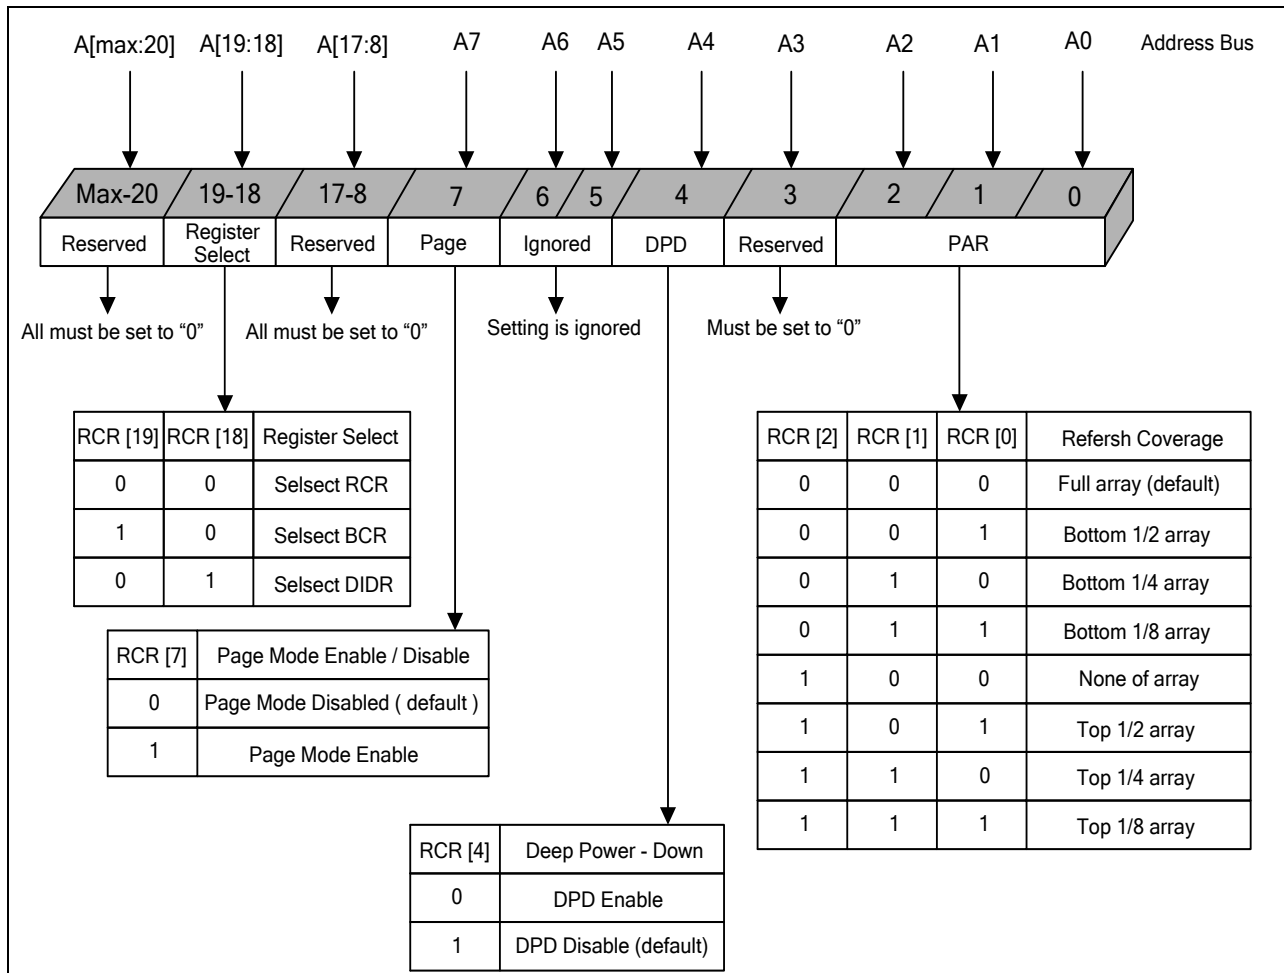 A[max:20] A[19:18] A[17:8] A7 A6 A5 A4 A3 A2 A1 A0 Address Bus
Max-20 19-18 17-8 7 6 5 4 3 2 1 0
Reserved Register Select Reserved Page Ignored DPD Reserved PAR
All must be set to “0” All must be set to “0” Setting is ignored Must be set to “0”
RCR [19] RCR [18] Register Select
0 0 Selsect RCR
1 0 Selsect BCR
0 1 Selsect DIDR
RCR [7] Page Mode Enable / Disable
0 Page Mode Disabled ( default )
1 Page Mode Enable
RCR [4] Deep Power - Down
0 DPD Enable
1 DPD Disable (default)
RCR [2] RCR [1] RCR [0] Refersh Coverage
0 0 0 Full array (default)
0 0 1 Bottom 1/2 array
0 1 0 Bottom 1/4 array
0 1 1 Bottom 1/8 array
1 0 0 None of array
1 0 1 Top 1/2 array
1 1 0 Top 1/4 array
1 1 1 Top 1/8 array